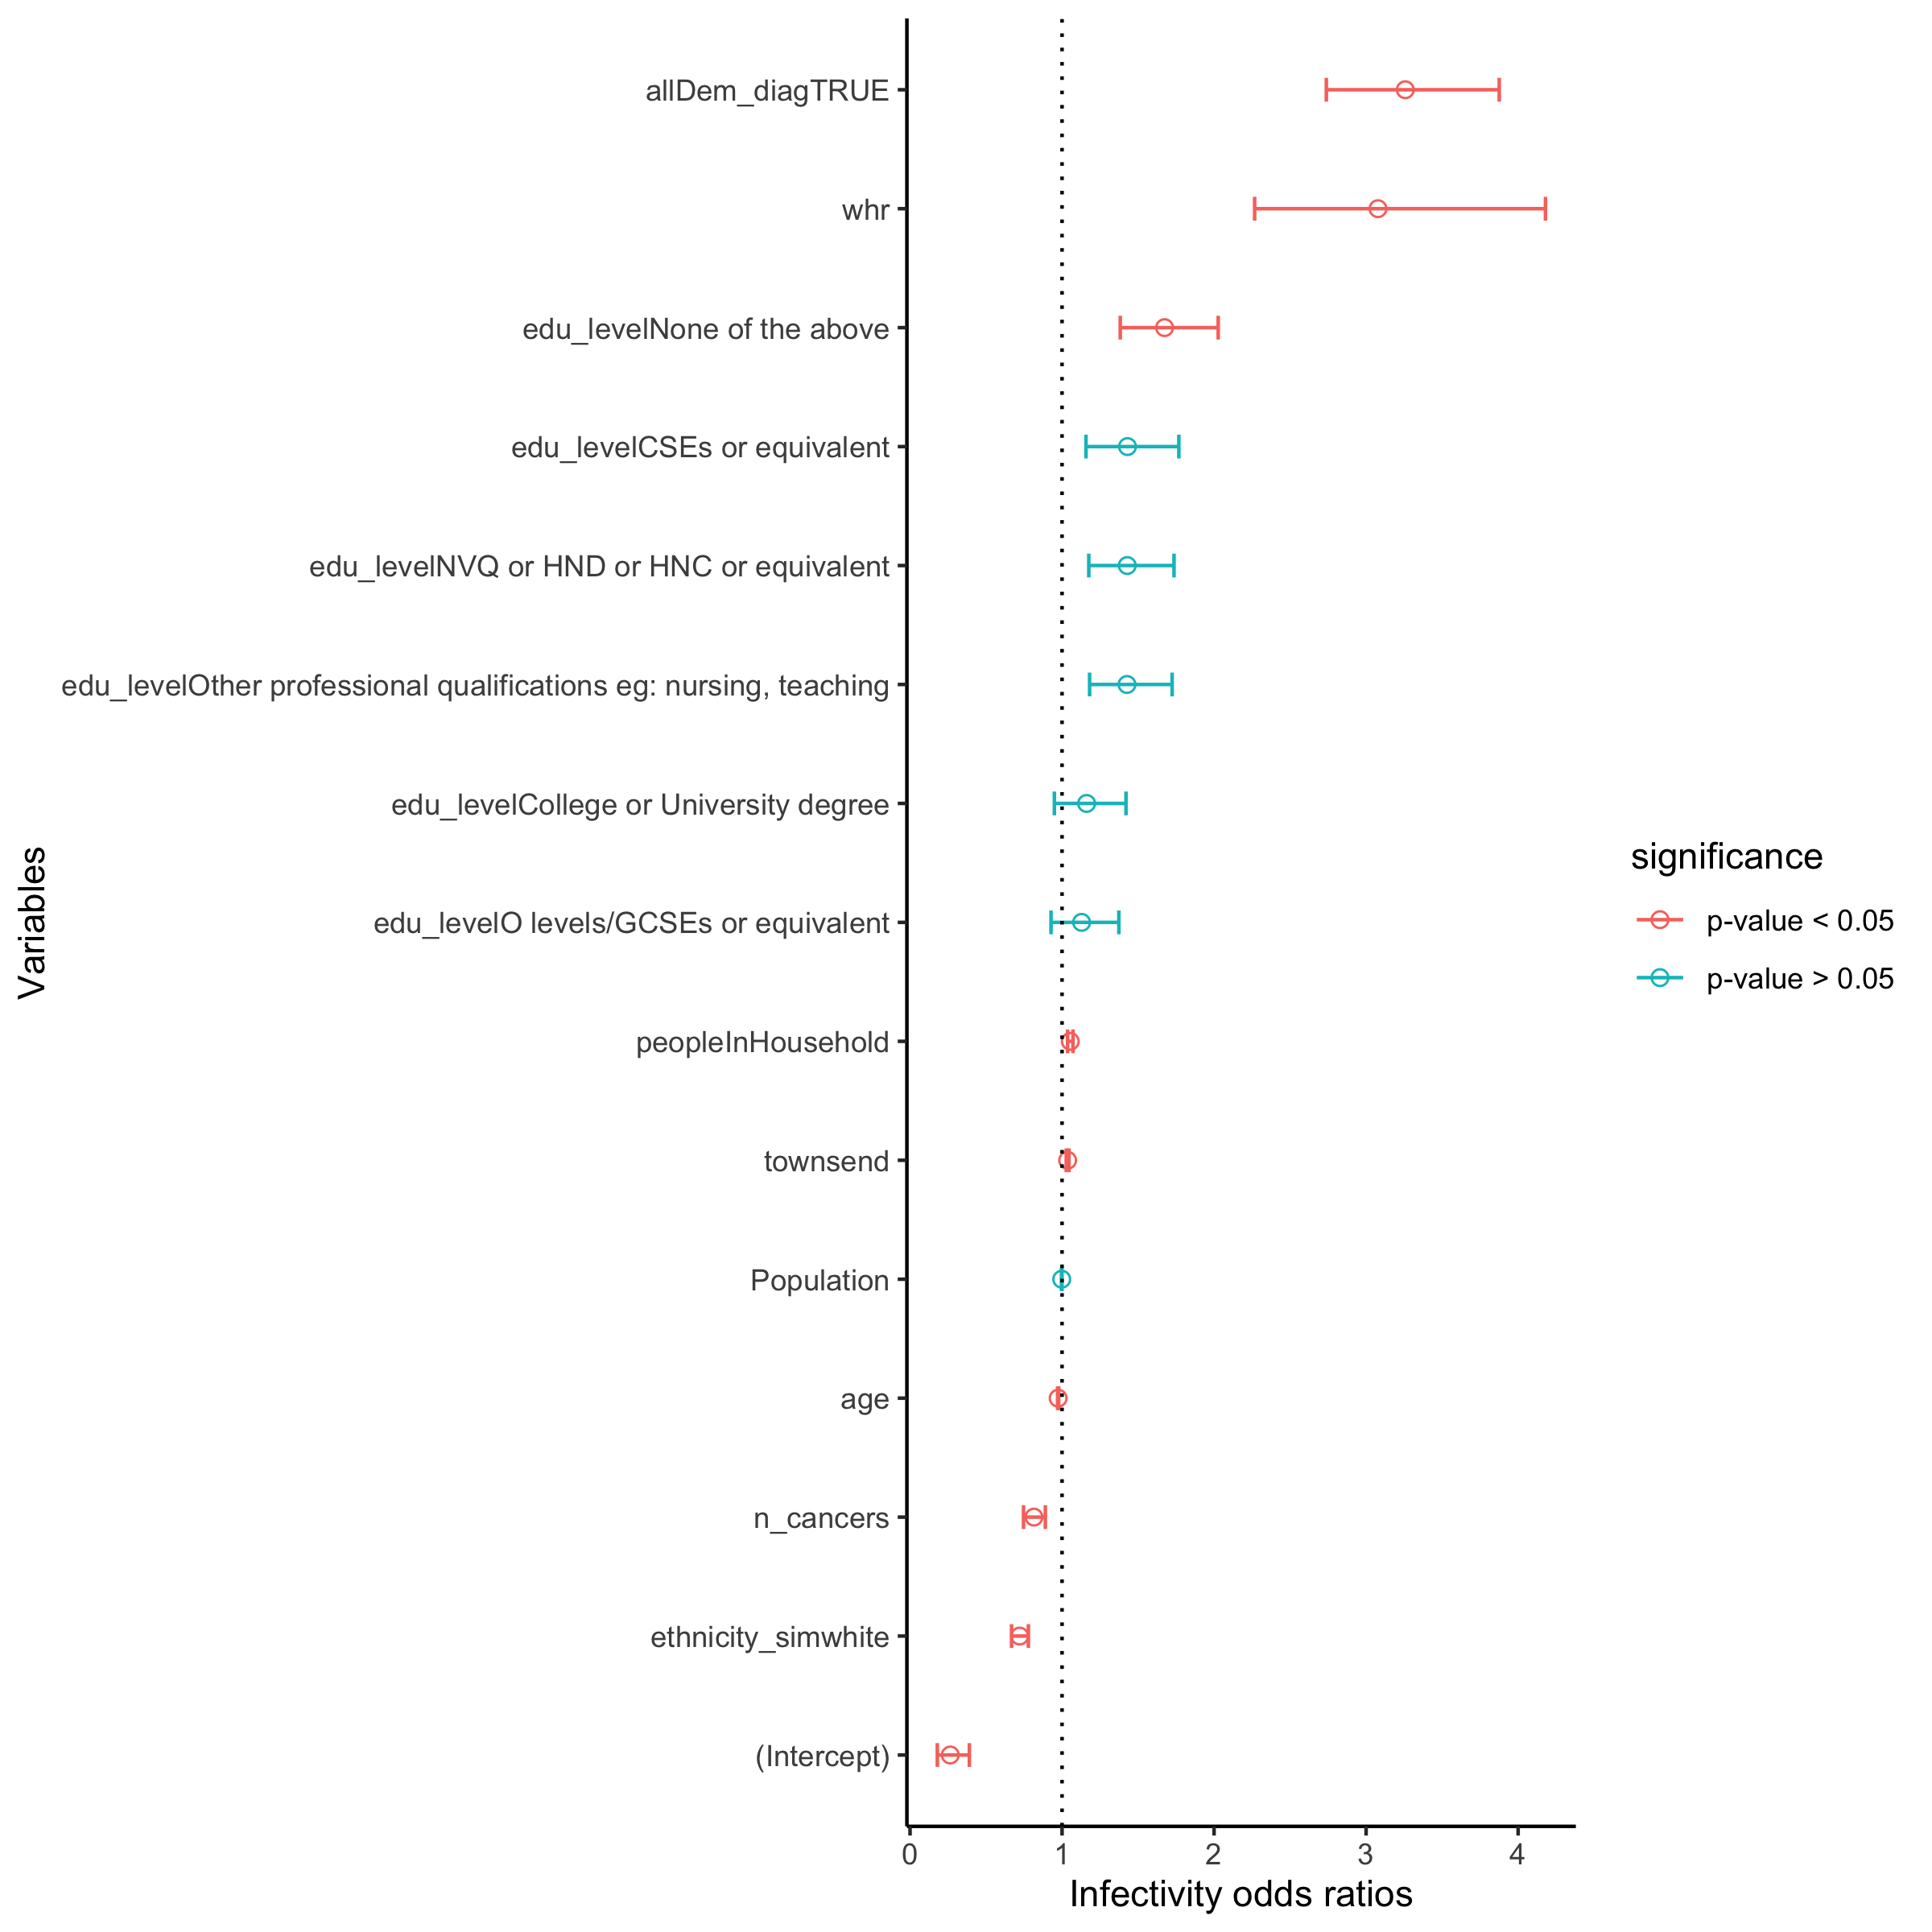 allDem_diagTRUE
whr
edu_levelNone of the above
edu_levelCSEs or equivalent
edu_levelNVQ or HND or HNC or equivalent
edu_levelOther professional qualifications eg: nursing, teaching
edu_levelCollege or University degree
edu_levelO levels/GCSEs or equivalent
peopleInHousehold
townsend
Population
age
n_cancers
ethnicity_simwhite
(Intercept)
Variables
0 1 2 3 4
Infectivity odds ratios
significance
p-value < 0.05
p-value > 0.05